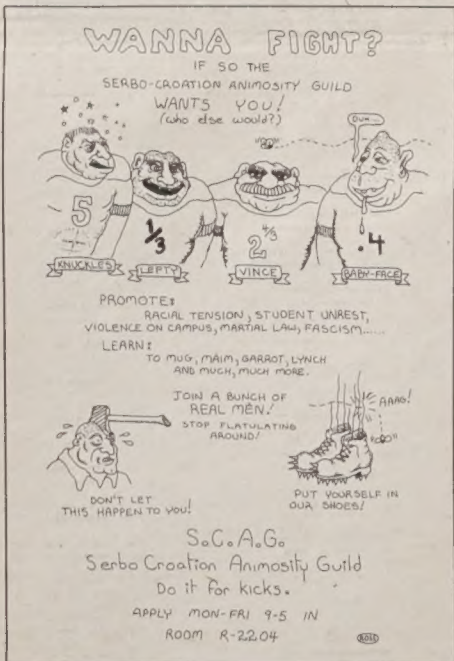 WANNA FIGHT?
IF SO THE
SERBO-CROATION ANIMOSITY GUILD
WANTS YOU!
(who else would?)
DUH...
5
1/3
2 4/3
.4
KNUCKLES
LEFTY
VINCE
BABY-FACE
PROMOTE:
RACIAL TENSION, STUDENT UNREST,
VIOLENCE ON CAMPUS, MARTIAL LAW, FASCISM......
LEARN:
TO MUG, MAIM, GARROT, LYNCH
AND MUCH, MUCH MORE.
JOIN A BUNCH OF
REAL MEN!
STOP FLATULATING
AROUND!
AAAG!
DON'T LET
THIS HAPPEN TO YOU!
PUT YOURSELF IN
OUR SHOES!
S.C.A.G.
Serbo Croation Animosity Guild
Do it for kicks.
APPLY MON-FRI 9-5 IN
ROOM R-2204